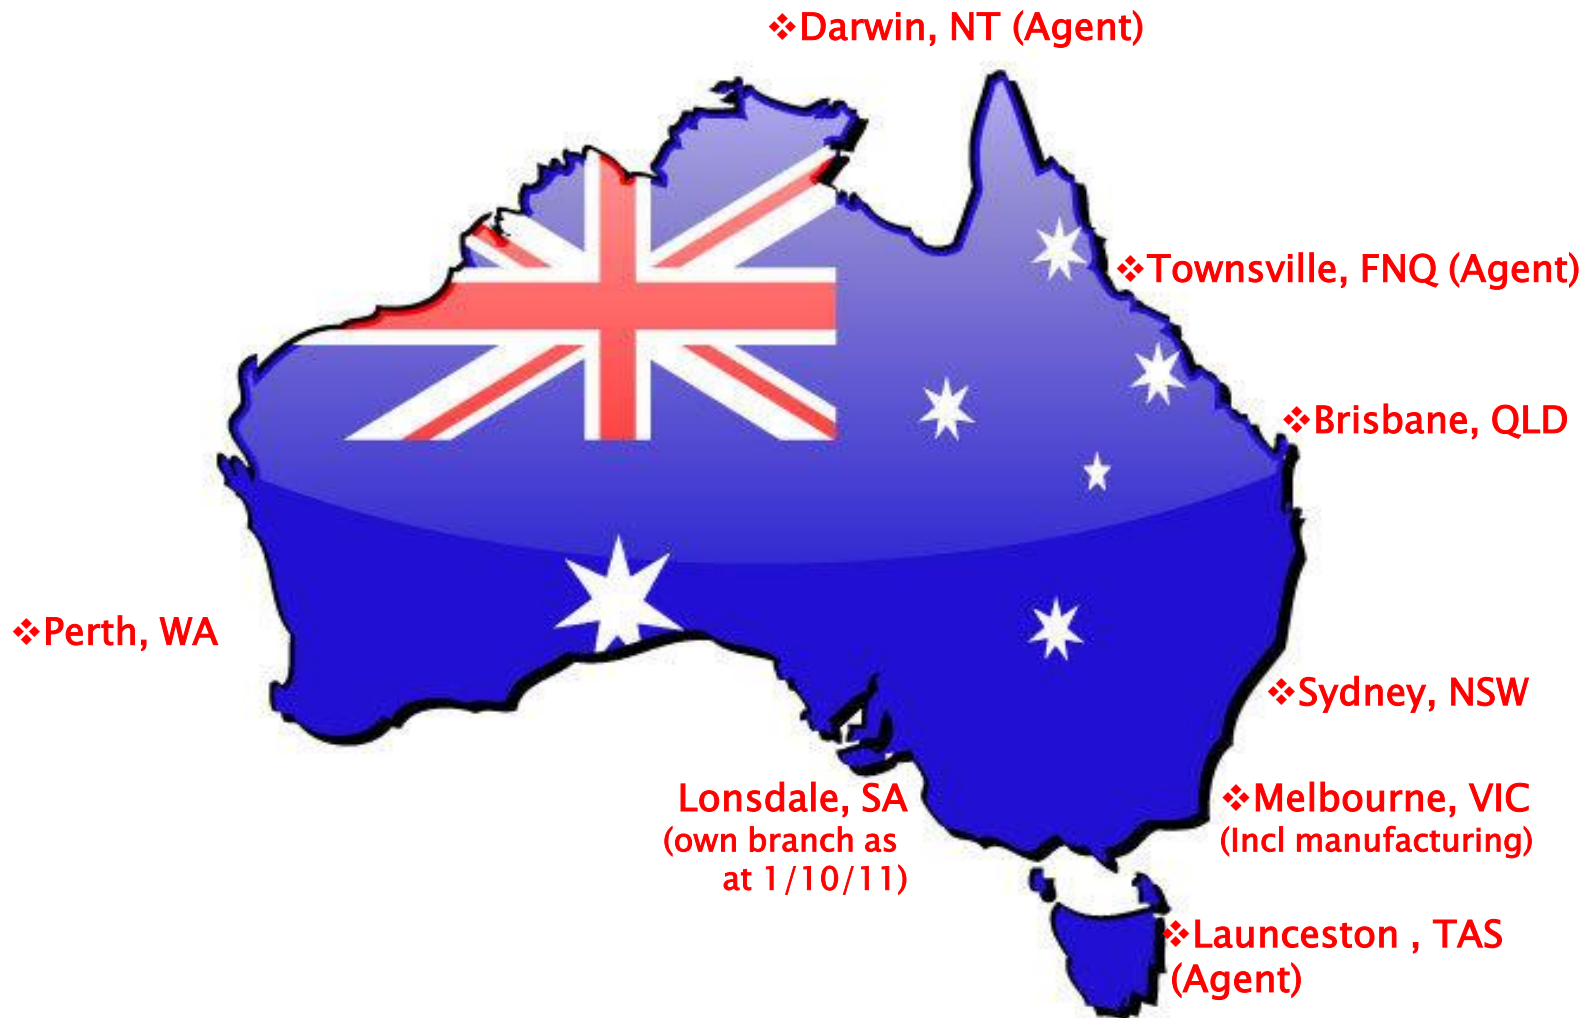 ❖Darwin, NT (Agent)
❖Townsville, FNQ (Agent)
❖Brisbane, QLD
❖Perth, WA
❖Sydney, NSW
Lonsdale, SA
(own branch as
at 1/10/11)
❖Melbourne, VIC
(Incl manufacturing)
❖Launceston , TAS
(Agent)